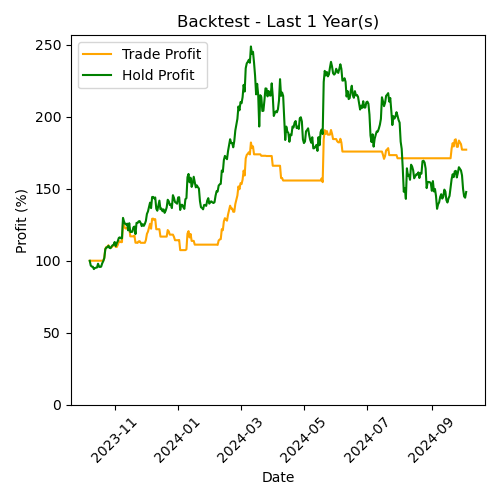 Backtest - Last 1 Year(s)
Trade Profit
Hold Profit
Profit (%)
250
200
150
100
50
0
2023-11
2024-01
2024-03
2024-05
2024-07
2024-09
Date